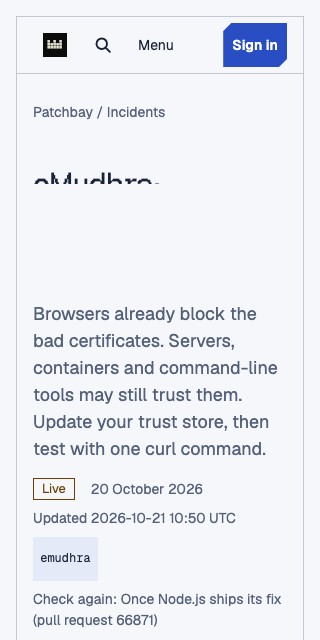 Menu
Sign in
Patchbay / Incidents
eMudhra.
Browsers already block the
bad certificates. Servers,
containers and command-line
tools may still trust them.
Update your trust store, then
test with one curl command.
Live
20 October 2026
Updated 2026-10-21 10:50 UTC
emudhra
Check again: Once Node.js ships its fix
(pull request 66871)